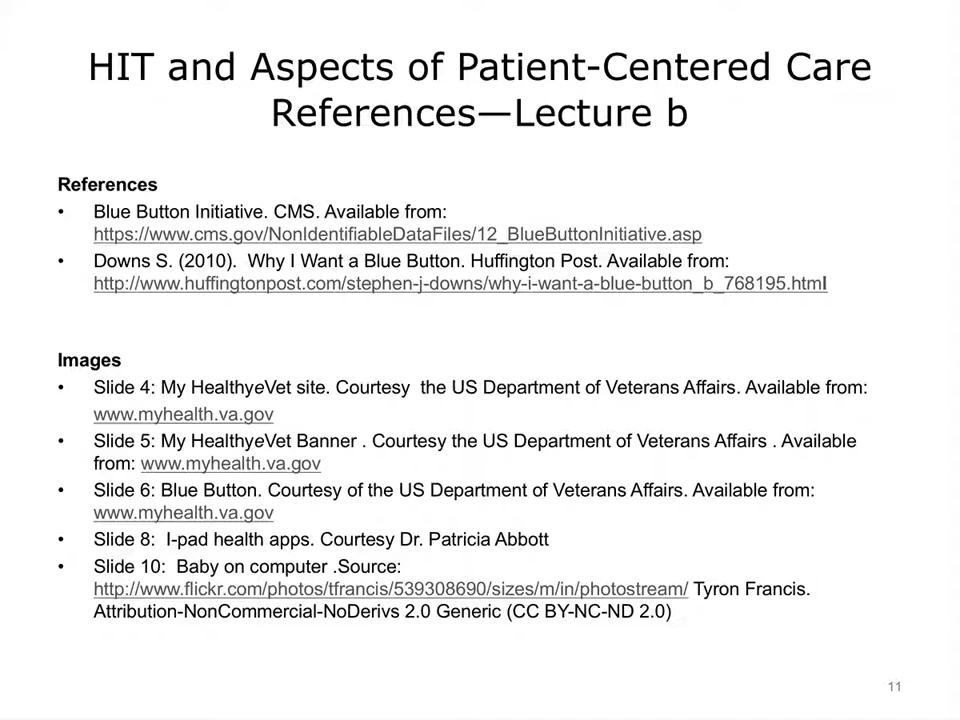 HIT and Aspects of Patient-Centered Care
References—Lecture b
References
• Blue Button Initiative. CMS. Available from:
https://www.cms.gov/NonIdentifiableDataFiles/12_BlueButtonInitiative.asp
• Downs S. (2010).  Why I Want a Blue Button. Huffington Post. Available from:
http://www.huffingtonpost.com/stephen-j-downs/why-i-want-a-blue-button_b_768195.html
Images
• Slide 4: My HealthyeVet site. Courtesy  the US Department of Veterans Affairs. Available from:
www.myhealth.va.gov
• Slide 5: My HealthyeVet Banner . Courtesy the US Department of Veterans Affairs . Available
from: www.myhealth.va.gov
• Slide 6: Blue Button. Courtesy of the US Department of Veterans Affairs. Available from:
www.myhealth.va.gov
• Slide 8:  I-pad health apps. Courtesy Dr. Patricia Abbott
• Slide 10:  Baby on computer .Source:
http://www.flickr.com/photos/tfrancis/539308690/sizes/m/in/photostream/ Tyron Francis.
Attribution-NonCommercial-NoDerivs 2.0 Generic (CC BY-NC-ND 2.0)
11